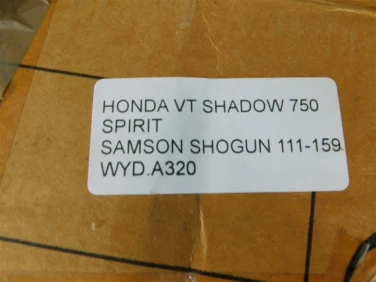 HONDA VT SHADOW 750
SPIRIT
SAMSON SHOGUN 111-159
WYD.A320